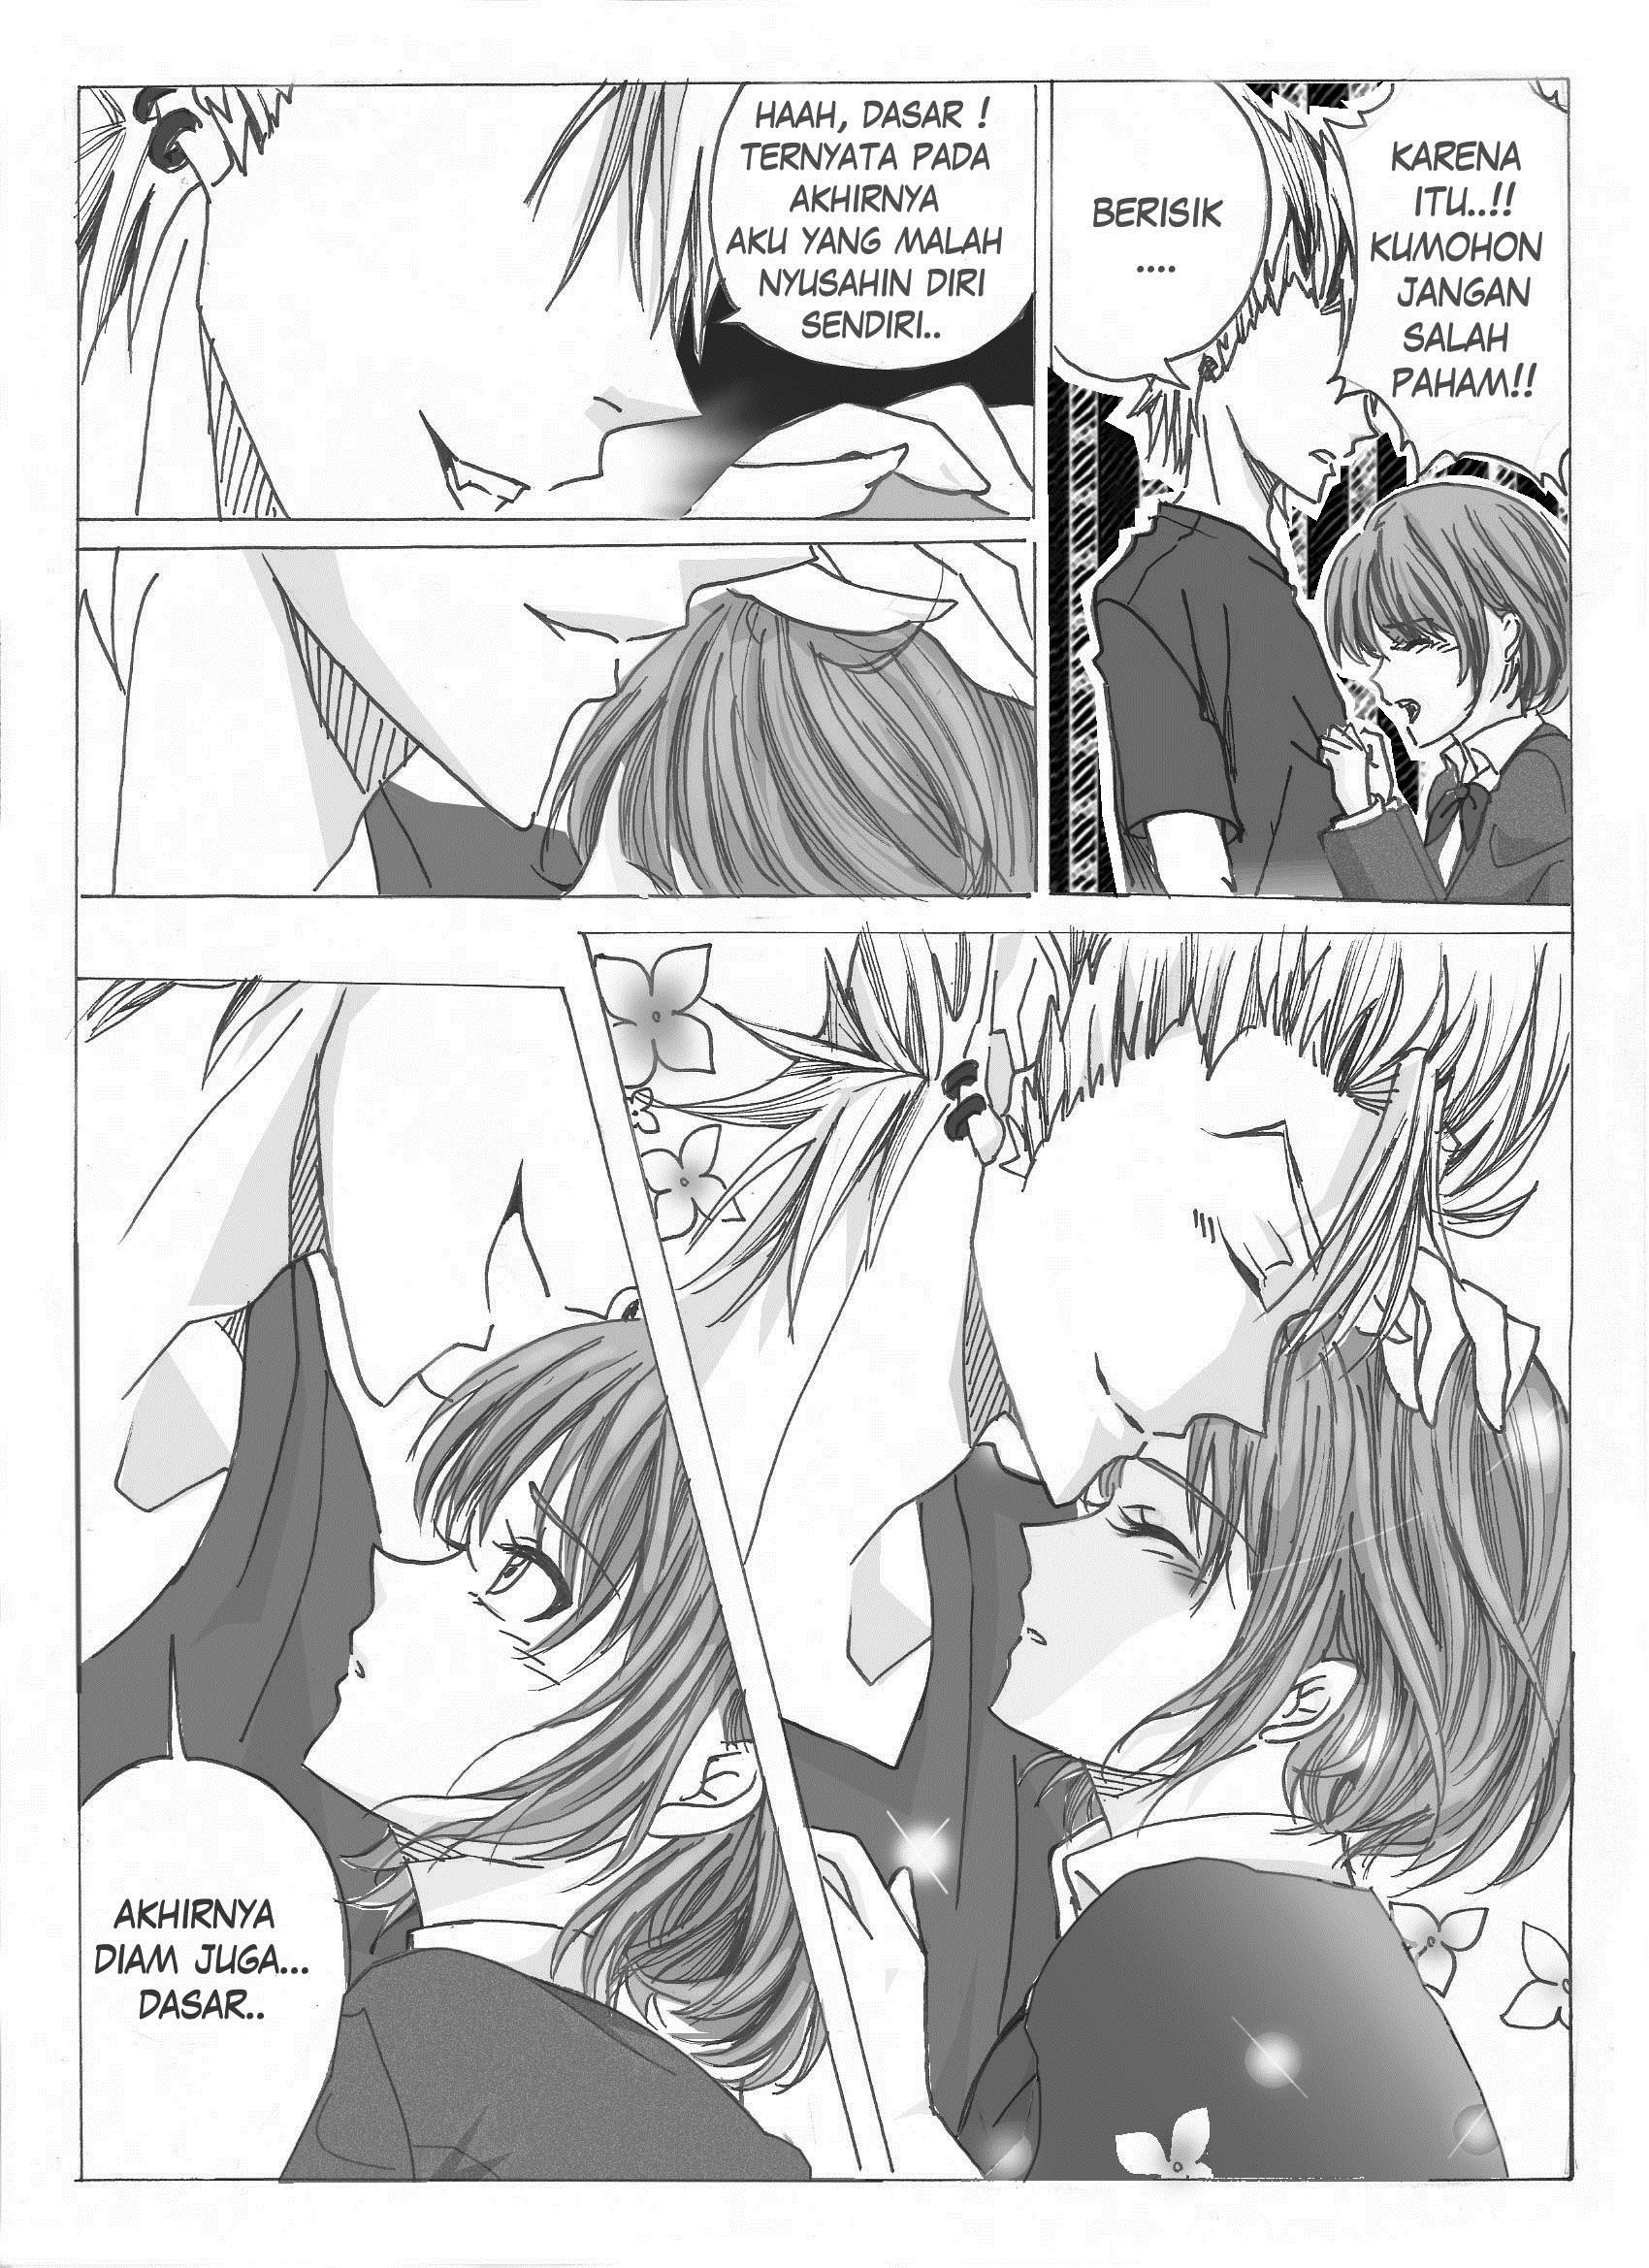 KARENA
ITU..!!
KUMOHON
JANGAN
SALAH
PAHAM!!
BERISIK
....
HAAH, DASAR !
TERNYATA PADA
AKHIRNYA
AKU YANG MALAH
NYUSAHIN DIRI
SENDIRI..
AKHIRNYA
DIAM JUGA...
DASAR..